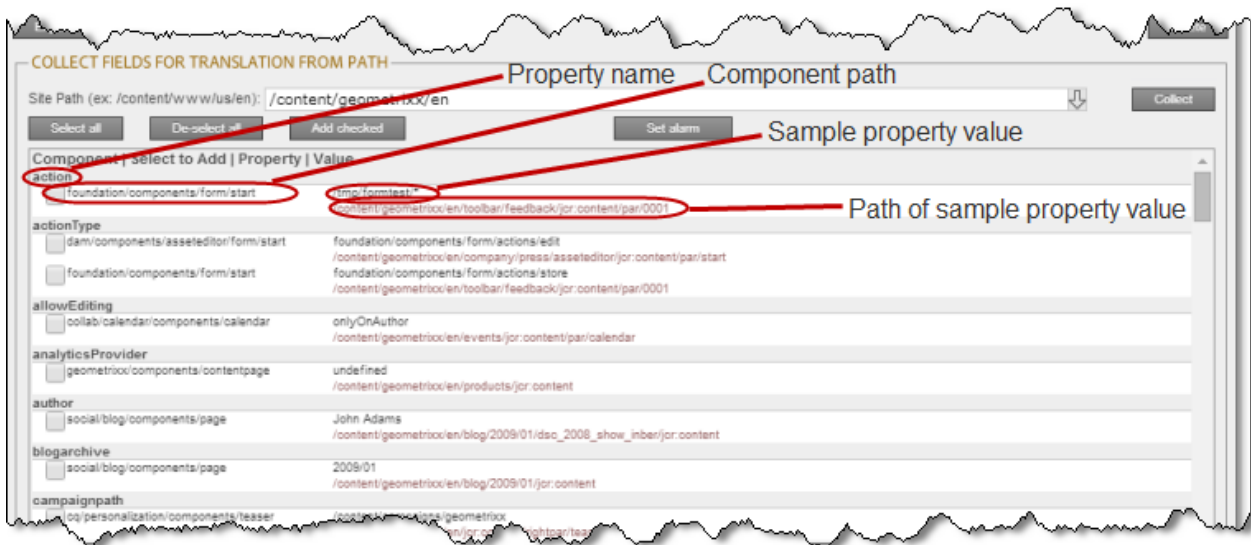 COLLECT FIELDS FOR TRANSLATION FROM PATH
Property name Component path
Site Path (ex: /content/www/us/en): /content/geometrixx/en Collect
Select all De-select all Add checked Set alarm
Sample property value
Component | Select to Add | Property | Value
action
foundation/components/form/start /tmp/formtest/*
/content/geometrixx/en/toolbar/feedback/jcr:content/par/0001
Path of sample property value
actionType
dam/components/asseteditor/form/start foundation/components/form/actions/edit
/content/geometrixx/en/company/press/asseteditor/jcr:content/par/start
foundation/components/form/start foundation/components/form/actions/store
/content/geometrixx/en/toolbar/feedback/jcr:content/par/0001
allowEditing
collab/calendar/components/calendar onlyOnAuthor
/content/geometrixx/en/events/jcr:content/par/calendar
analyticsProvider
geometrixx/components/contentpage undefined
/content/geometrixx/en/products/jcr:content
author
social/blog/components/page John Adams
/content/geometrixx/en/blog/2009/01/dsc_2008_show_inber/jcr:content
blogarchive
social/blog/components/page 2009/01
/content/geometrixx/en/blog/2009/01/jcr:content
campaignpath
cq/personalization/components/teaser